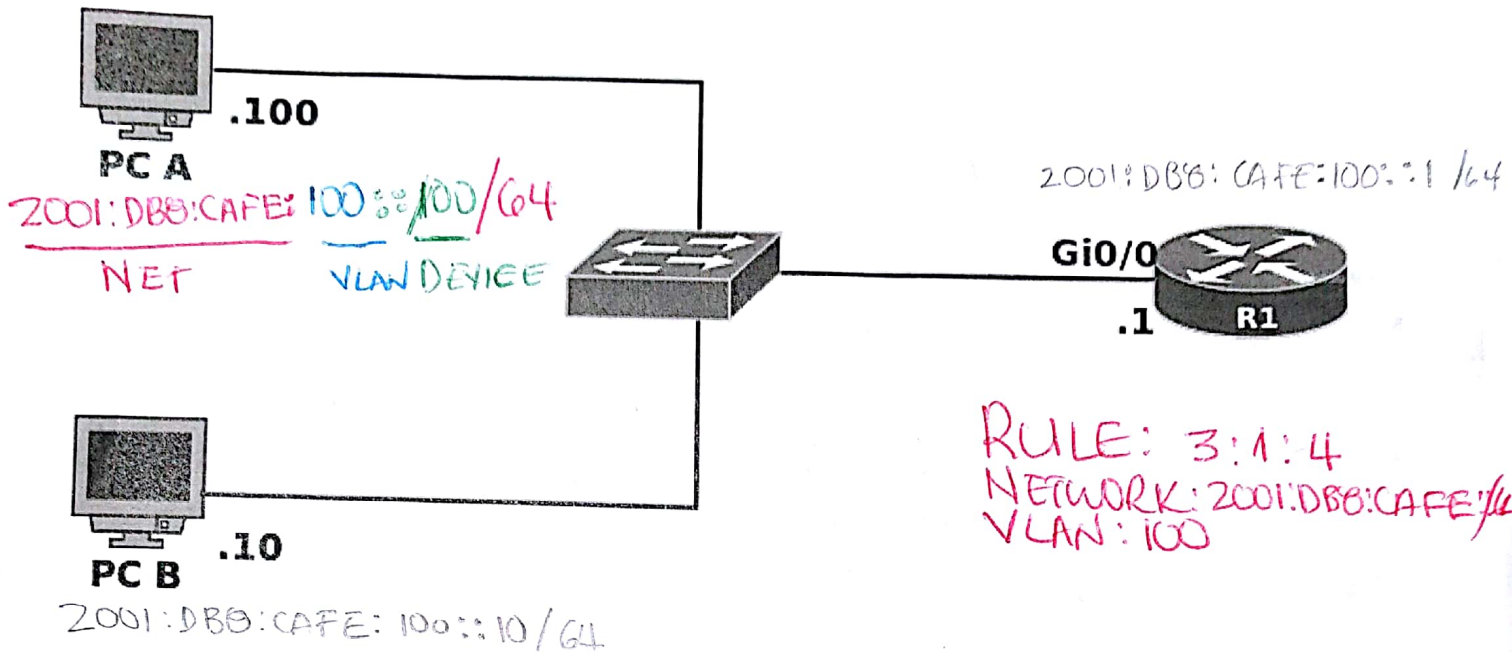 .100
PC A
2001:DB8:CAFE:100::100/64
NET VLAN DEVICE
2001:DB8:CAFE:100::1/64
Gi0/0
.1
R1
.10
PC B
2001:DB8:CAFE:100::10/64
RULE: 3:1:4
NETWORK: 2001:DB8:CAFE:
VLAN: 100